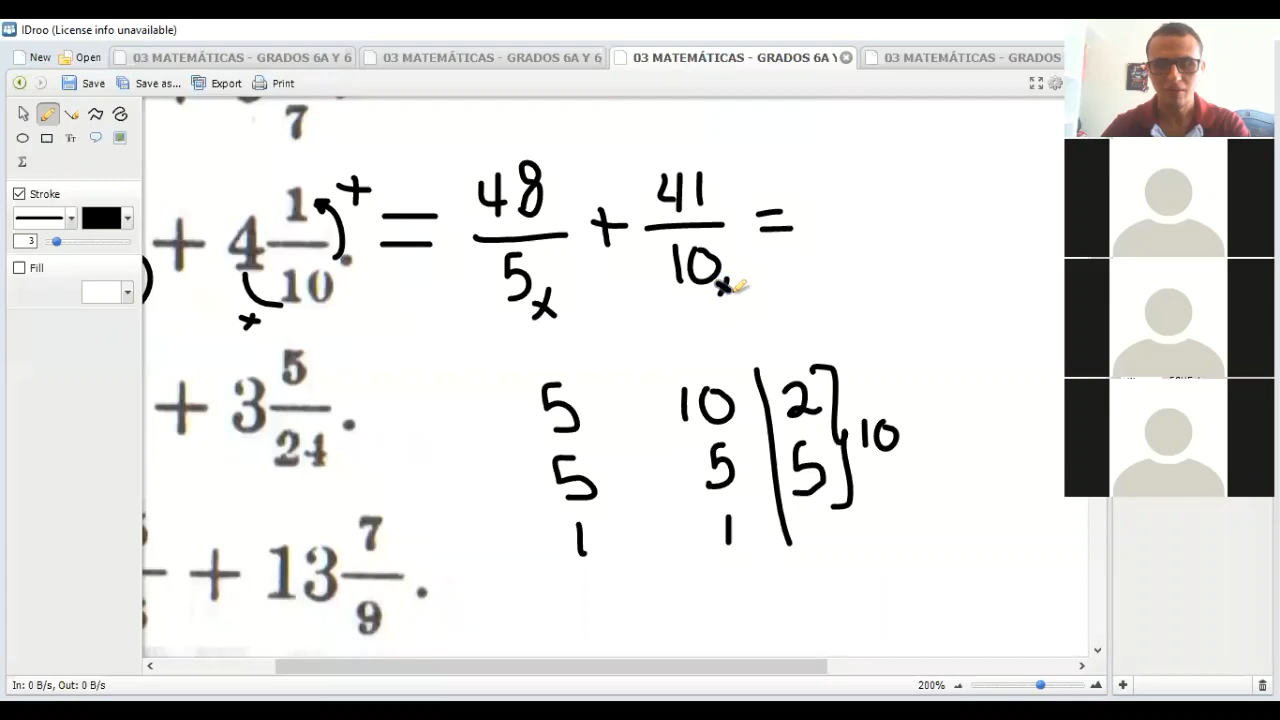 IDroo (License info unavailable)
New Open 03 MATEMÁTICAS - GRADOS 6A Y 6 03 MATEMÁTICAS - GRADOS 6A Y 6 03 MATEMÁTICAS - GRADOS 6A Y 03 MATEMÁTICAS - GRADOS
Save Save as... Export Print
Tr
Σ
Stroke
3
Fill
7
+ 4 1/10 . + = 48/5 x + 41/10 x =
x
+ 3 5/24 .
5 10 | 2
5 5 | 5 ] 10
1 1 |
+ 13 7/9 .
In: 0 B/s, Out: 0 B/s 200%